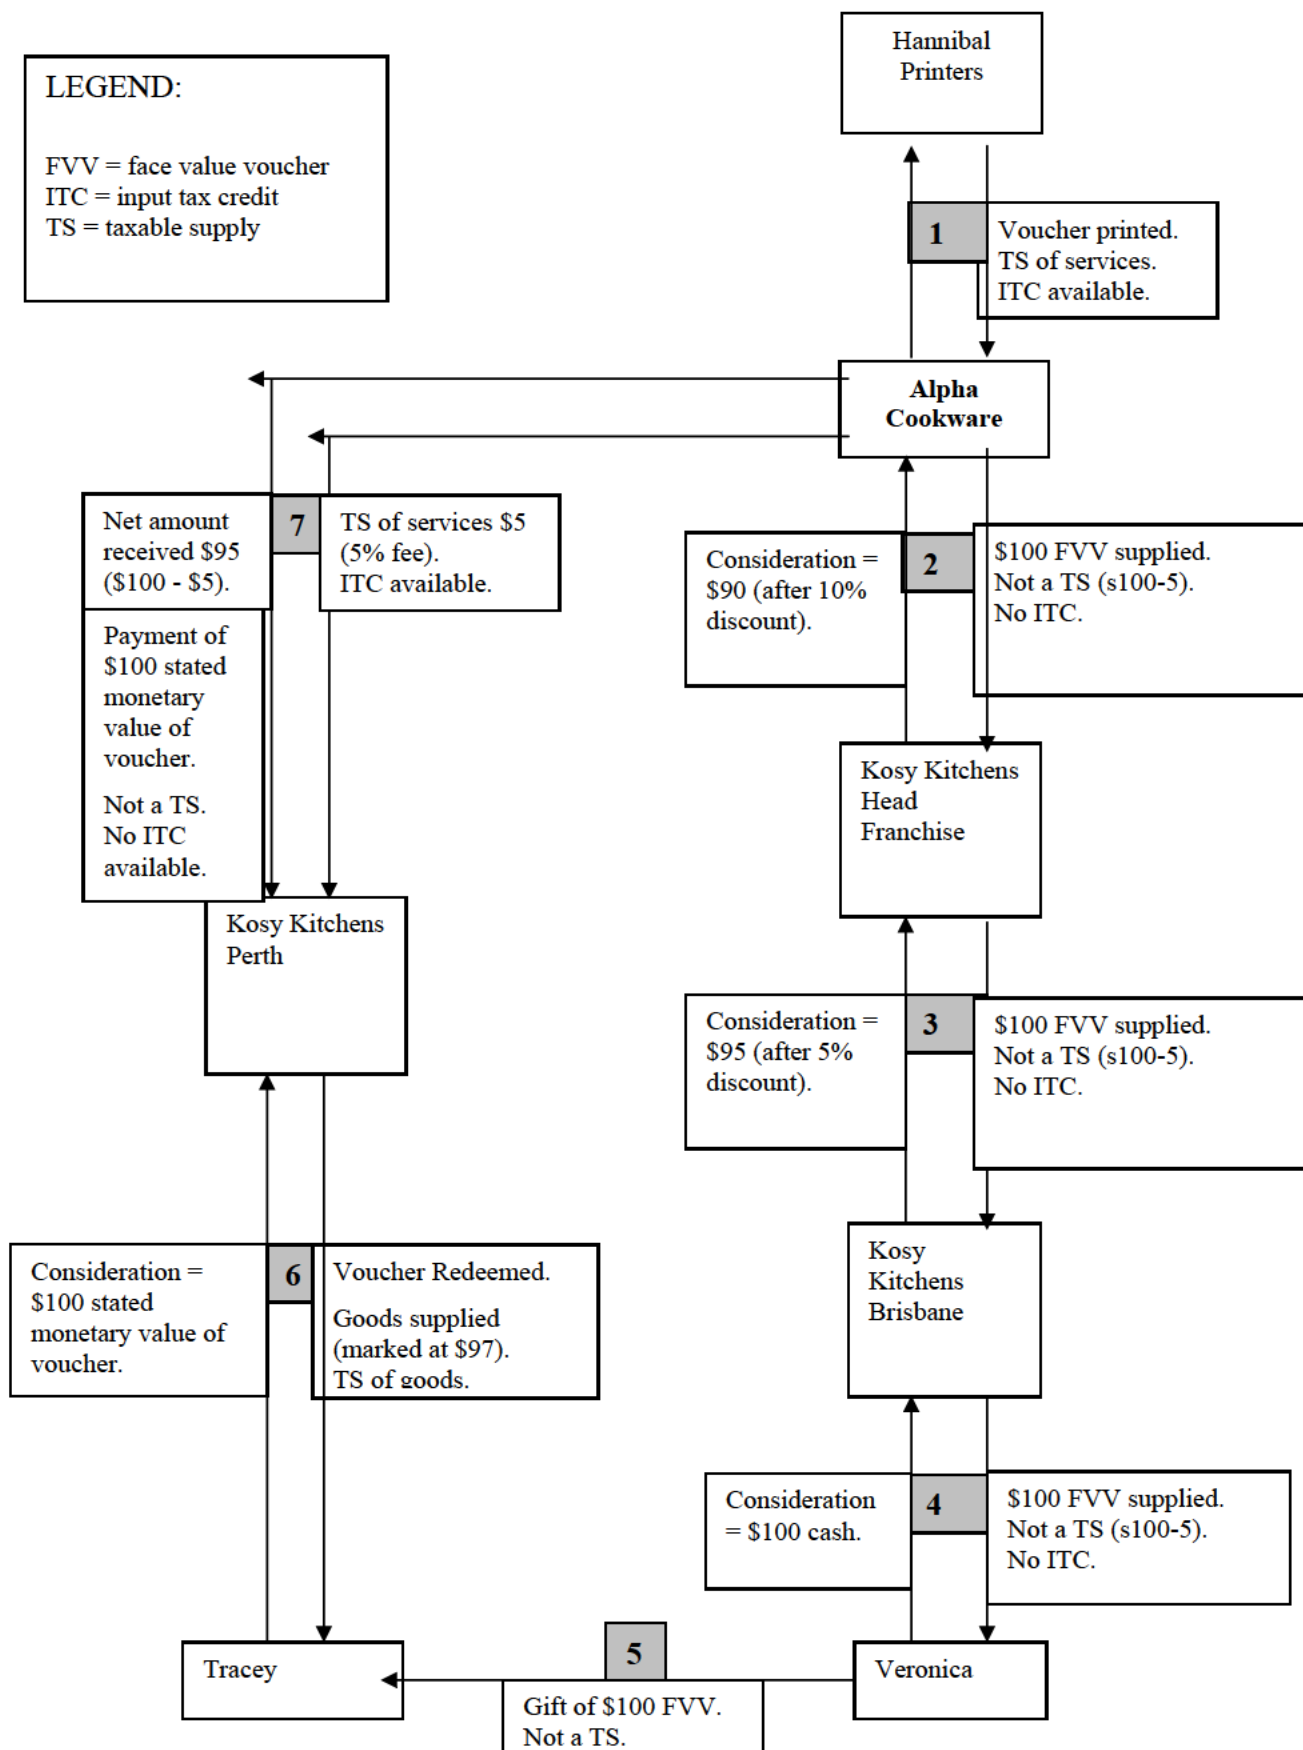 Hannibal
Printers
LEGEND:
FVV = face value voucher
ITC = input tax credit
TS = taxable supply
1
Voucher printed.
TS of services.
ITC available.
Alpha
Cookware
Net amount
received $95
($100 - $5).
7
TS of services $5
(5% fee).
ITC available.
Payment of
$100 stated
monetary
value of
voucher.
Not a TS.
No ITC
available.
Consideration =
$90 (after 10%
discount).
2
$100 FVV supplied.
Not a TS (s100-5).
No ITC.
Kosy Kitchens
Head
Franchise
Kosy Kitchens
Perth
Consideration =
$95 (after 5%
discount).
3
$100 FVV supplied.
Not a TS (s100-5).
No ITC.
Kosy
Kitchens
Brisbane
Consideration =
$100 stated
monetary value of
voucher.
6
Voucher Redeemed.
Goods supplied
(marked at $97).
TS of goods.
Consideration
= $100 cash.
4
$100 FVV supplied.
Not a TS (s100-5).
No ITC.
Tracey
5
Gift of $100 FVV.
Not a TS.
Veronica